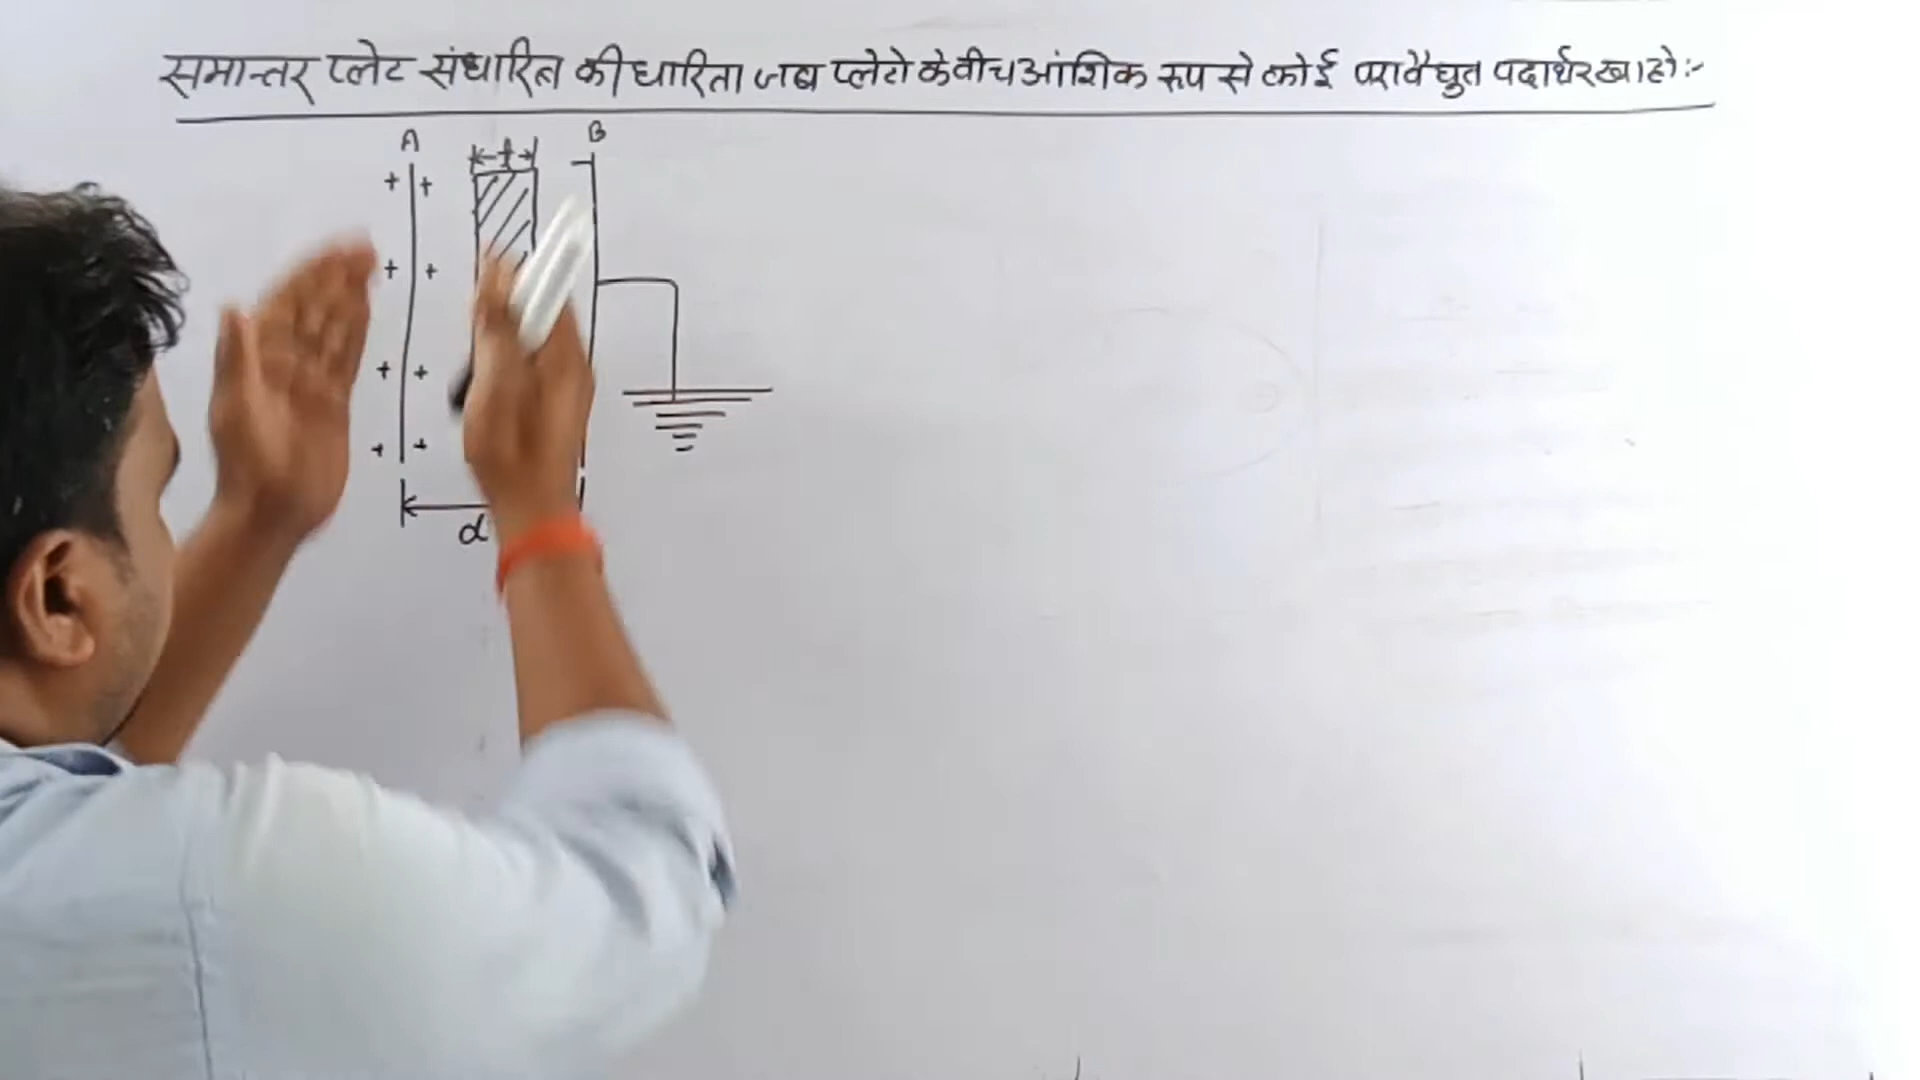 समान्तर प्लेट संधारित्र की धारिता जब प्लेटो के बीच आंशिक रूप से कोई परावैधुत पदार्थ रखा हो:-
A
B
t
+ +
+ +
+ +
+ +
d